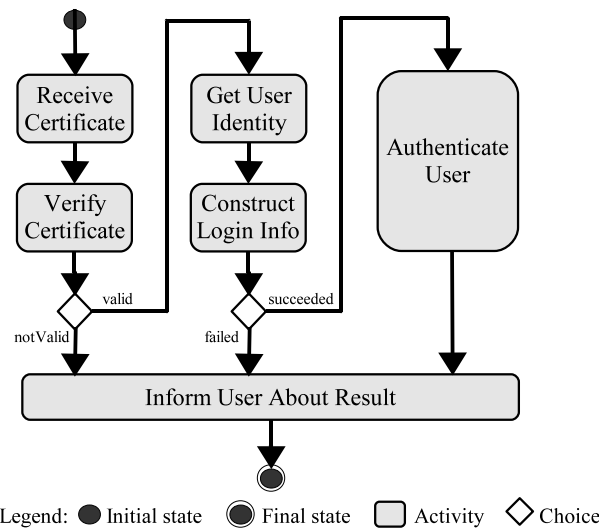 Receive
Certificate
Get User
Identity
Authenticate
User
Verify
Certificate
Construct
Login Info
valid
succeeded
notValid
failed
Inform User About Result
Legend:
Initial state
Final state
Activity
Choice